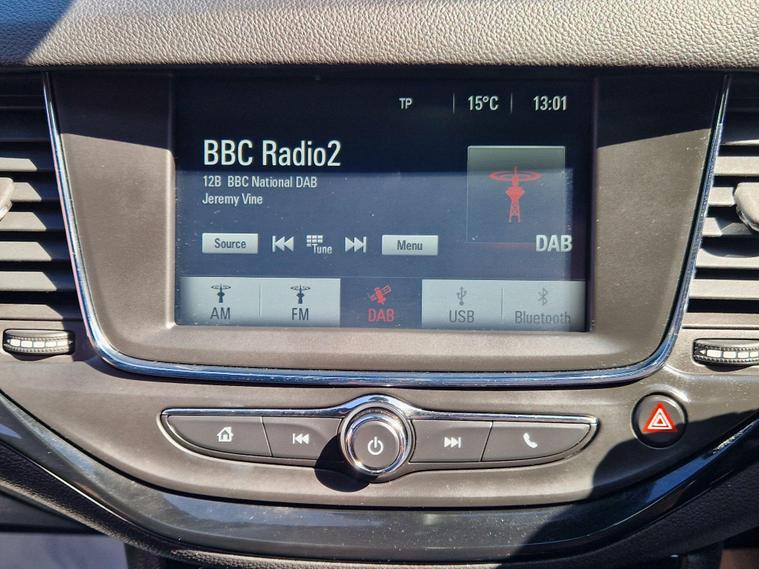 TP 15°C 13:01
BBC Radio2
12B BBC National DAB
Jeremy Vine
Source Tune Menu
DAB
AM FM DAB USB Bluetooth